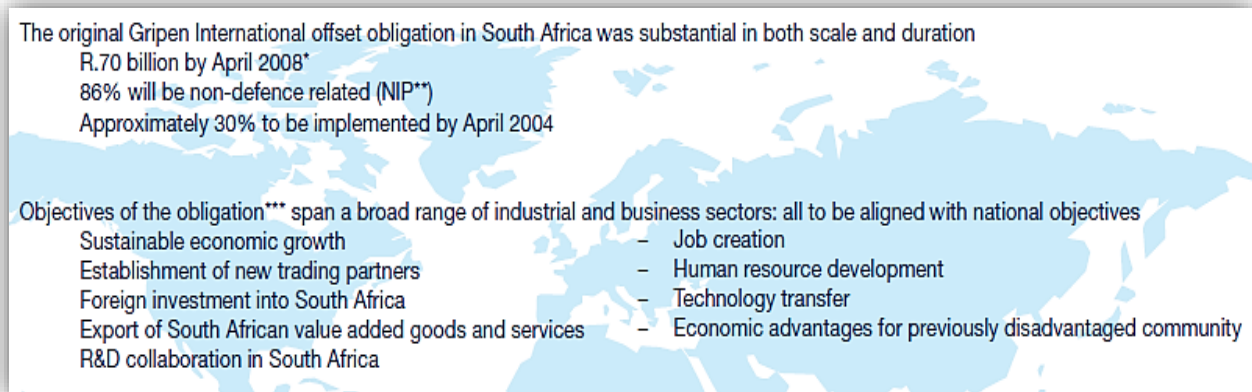 The original Gripen International offset obligation in South Africa was substantial in both scale and duration
R.70 billion by April 2008*
86% will be non-defence related (NIP**)
Approximately 30% to be implemented by April 2004
Objectives of the obligation*** span a broad range of industrial and business sectors: all to be aligned with national objectives
Sustainable economic growth – Job creation
Establishment of new trading partners – Human resource development
Foreign investment into South Africa – Technology transfer
Export of South African value added goods and services – Economic advantages for previously disadvantaged community
R&D collaboration in South Africa